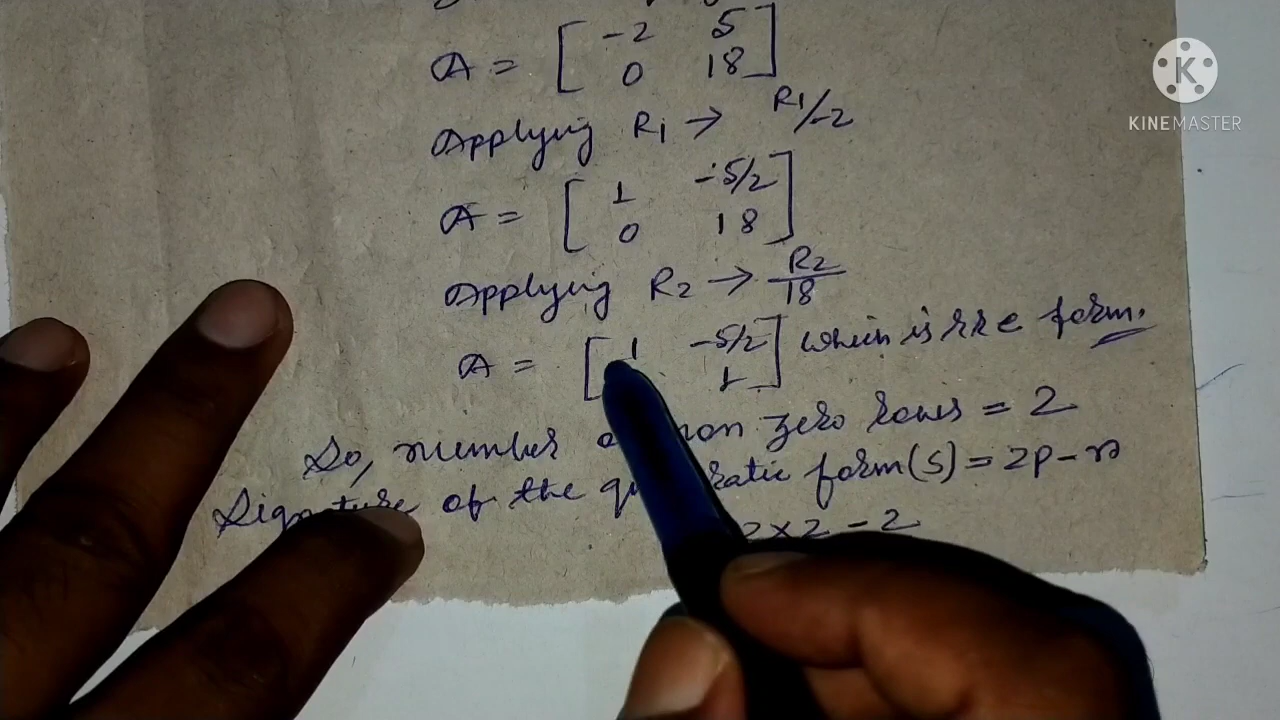 A = [ -2 5
0 18 ]
Applying R1 → R1/-2
A = [ 1 -5/2
0 18 ]
Applying R2 → R2/18
A = [ 1 -5/2
1 ] which is rre form.
So, number non zero rows = 2
Signature of the form (S) = 2p - n
2×2 - 2
K
KINEMASTER